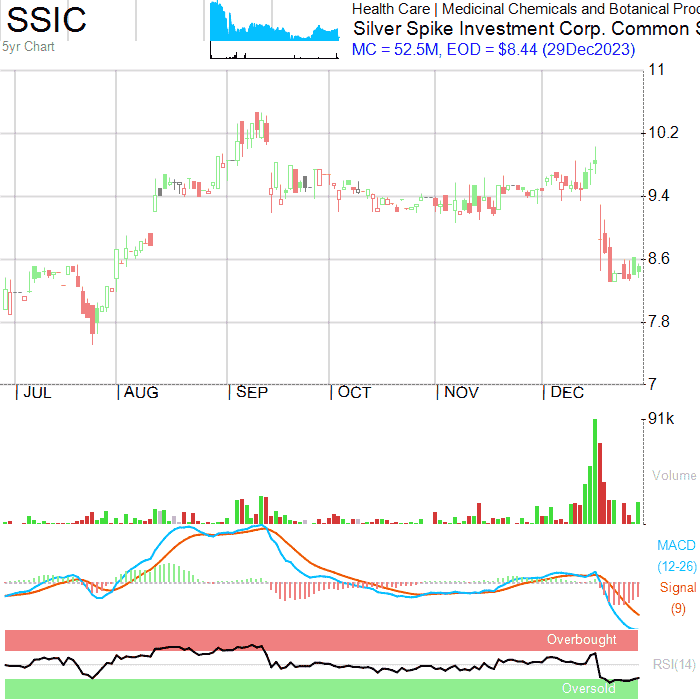 SSIC
5yr Chart
Health Care | Medicinal Chemicals and Botanical
Silver Spike Investment Corp. Common
MC = 52.5M, EOD = $8.44 (29Dec2023)
11
10.2
9.4
8.6
7.8
7
| JUL | AUG | SEP | OCT | NOV | DEC
91k
Volume
MACD
(12-26)
Signal
(9)
Overbought
RSI(14)
Oversold